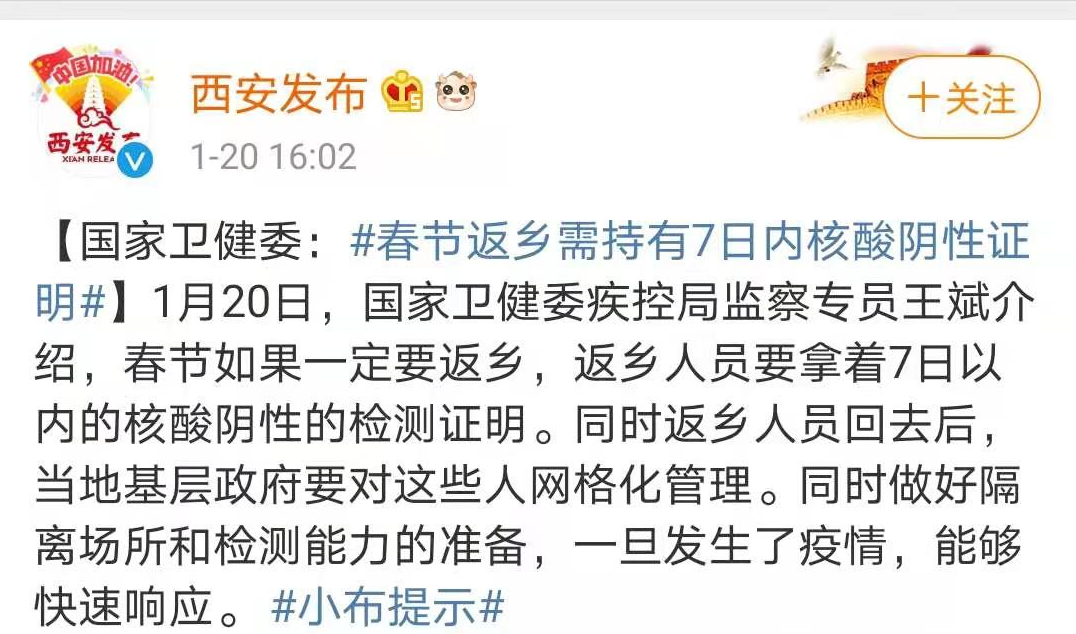 中国加油!
西安发布
XIAN RELEA
西安发布
1-20 16:02
十关注
【国家卫健委：#春节返乡需持有7日内核酸阴性证
明#】1月20日，国家卫健委疾控局监察专员王斌介
绍，春节如果一定要返乡，返乡人员要拿着7日以
内的核酸阴性的检测证明。同时返乡人员回去后，
当地基层政府要对这些人网格化管理。同时做好隔
离场所和检测能力的准备，一旦发生了疫情，能够
快速响应。#小布提示#